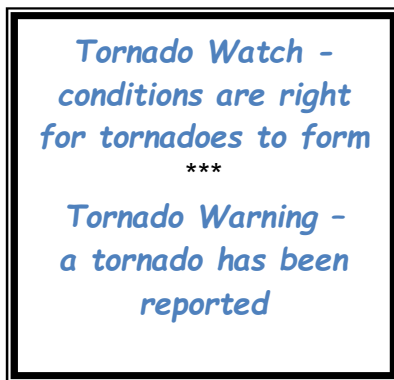 Tornado Watch -
conditions are right
for tornadoes to form
***
Tornado Warning –
a tornado has been
reported